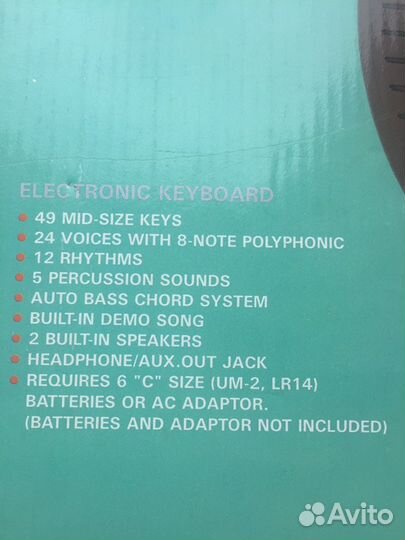 ELECTRONIC KEYBOARD
• 49 MID-SIZE KEYS
• 24 VOICES WITH 8-NOTE POLYPHONIC
• 12 RHYTHMS
• 5 PERCUSSION SOUNDS
• AUTO BASS CHORD SYSTEM
• BUILT-IN DEMO SONG
• 2 BUILT-IN SPEAKERS
• HEADPHONE/AUX.OUT JACK
• REQUIRES 6 "C" SIZE (UM-2, LR14)
BATTERIES OR AC ADAPTOR.
(BATTERIES AND ADAPTOR NOT INCLUDED)
Avito